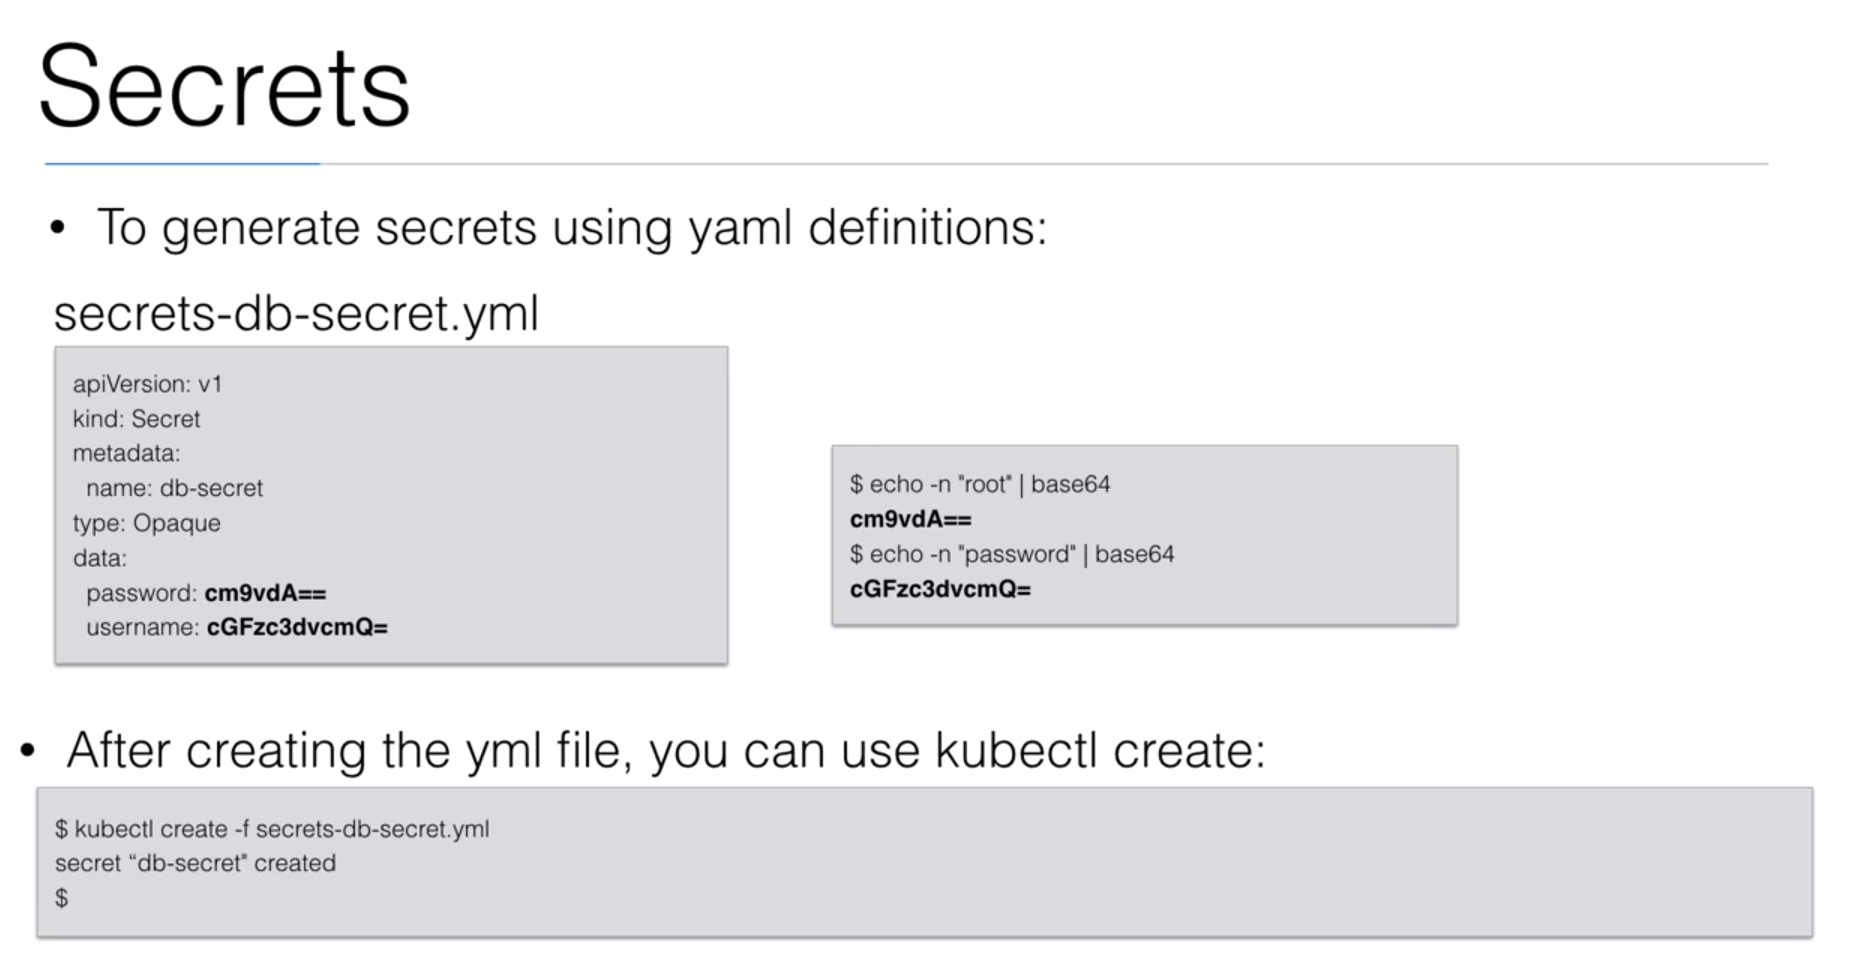 Secrets
• To generate secrets using yaml definitions:
secrets-db-secret.yml
apiVersion: v1
kind: Secret
metadata:
  name: db-secret
type: Opaque
data:
  password: cm9vdA==
  username: cGFzc3dvcmQ=
$ echo -n "root" | base64
cm9vdA==
$ echo -n "password" | base64
cGFzc3dvcmQ=
• After creating the yml file, you can use kubectl create:
$ kubectl create -f secrets-db-secret.yml
secret “db-secret" created
$